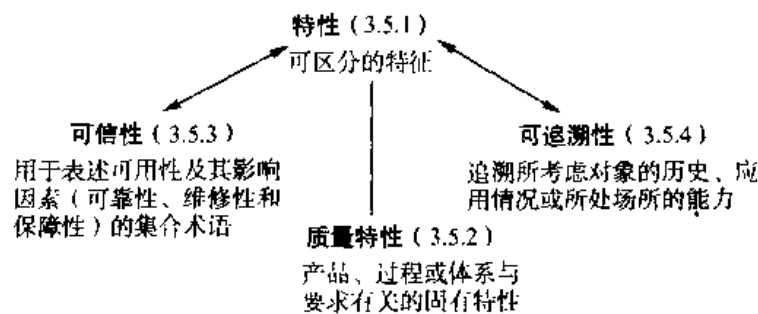 特性（3.5.1）
可区分的特征
可信性（3.5.3）
用于表述可用性及其影响
因素（可靠性、维修性和
保障性）的集合术语
可追溯性（3.5.4）
追溯所考虑对象的历史、应
用情况或所处场所的能力
质量特性（3.5.2）
产品、过程或体系与
要求有关的固有特性